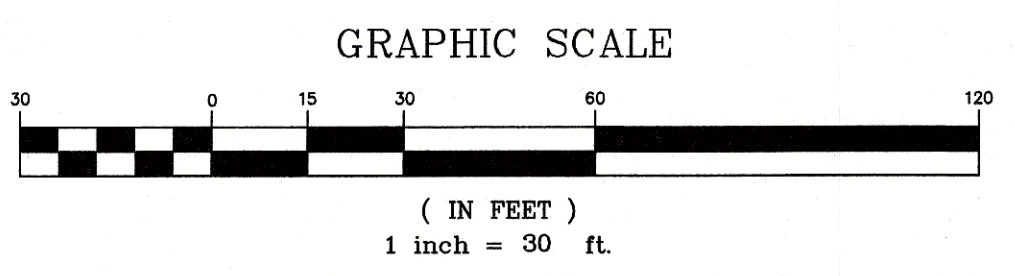 GRAPHIC SCALE
30 0 15 30 60 120
( IN FEET )
1 inch = 30 ft.